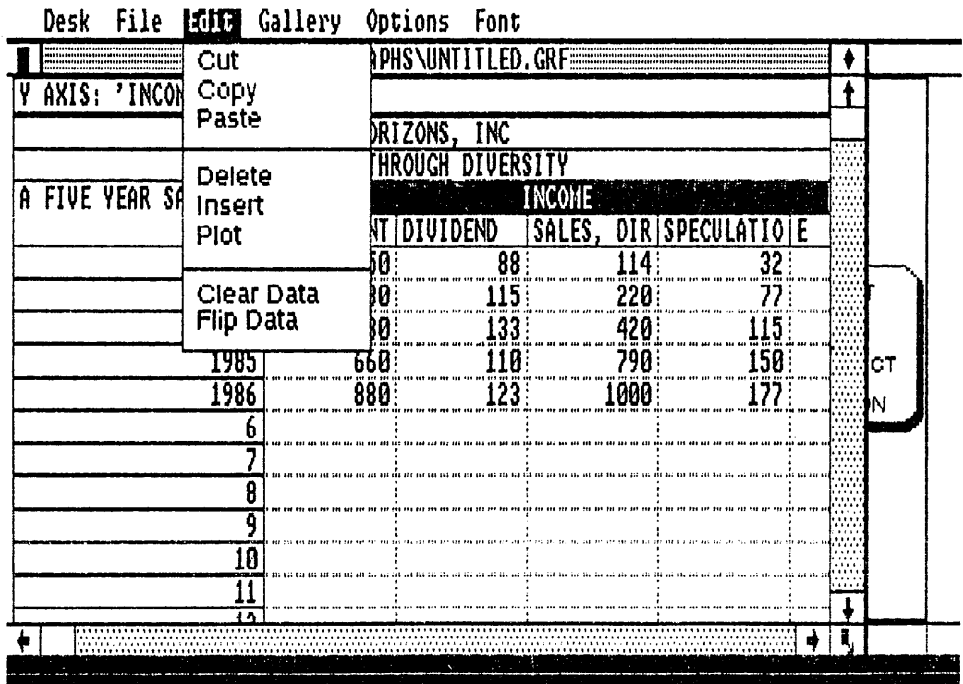 Desk File Edit Gallery Options Font
APHS\UNTITLED.GRF
Cut
Copy
Paste
Delete
Insert
Plot
Clear Data
Flip Data
Y AXIS: 'INCOM
ORIZONS, INC
THROUGH DIVERSITY
A FIVE YEAR SA
INCOME
NT DIVIDEND SALES, DIR SPECULATIO E
50 88 114 32
80 115 220 77
80 133 420 115
1985 660 110 790 150
1986 880 123 1000 177
6
7
8
9
10
11
12
T
CT
ON